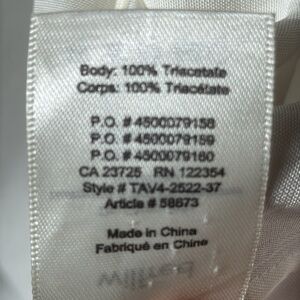 Body: 100% Triacetate
Corps: 100% Triacétate
P.O. # 4500079158
P.O. # 4500079159
P.O. # 4500079160
CA 23725 RN 122354
Style # TAV4-2522-37
Article # 58673
Made in China
Fabriqué en Chine
wilfred